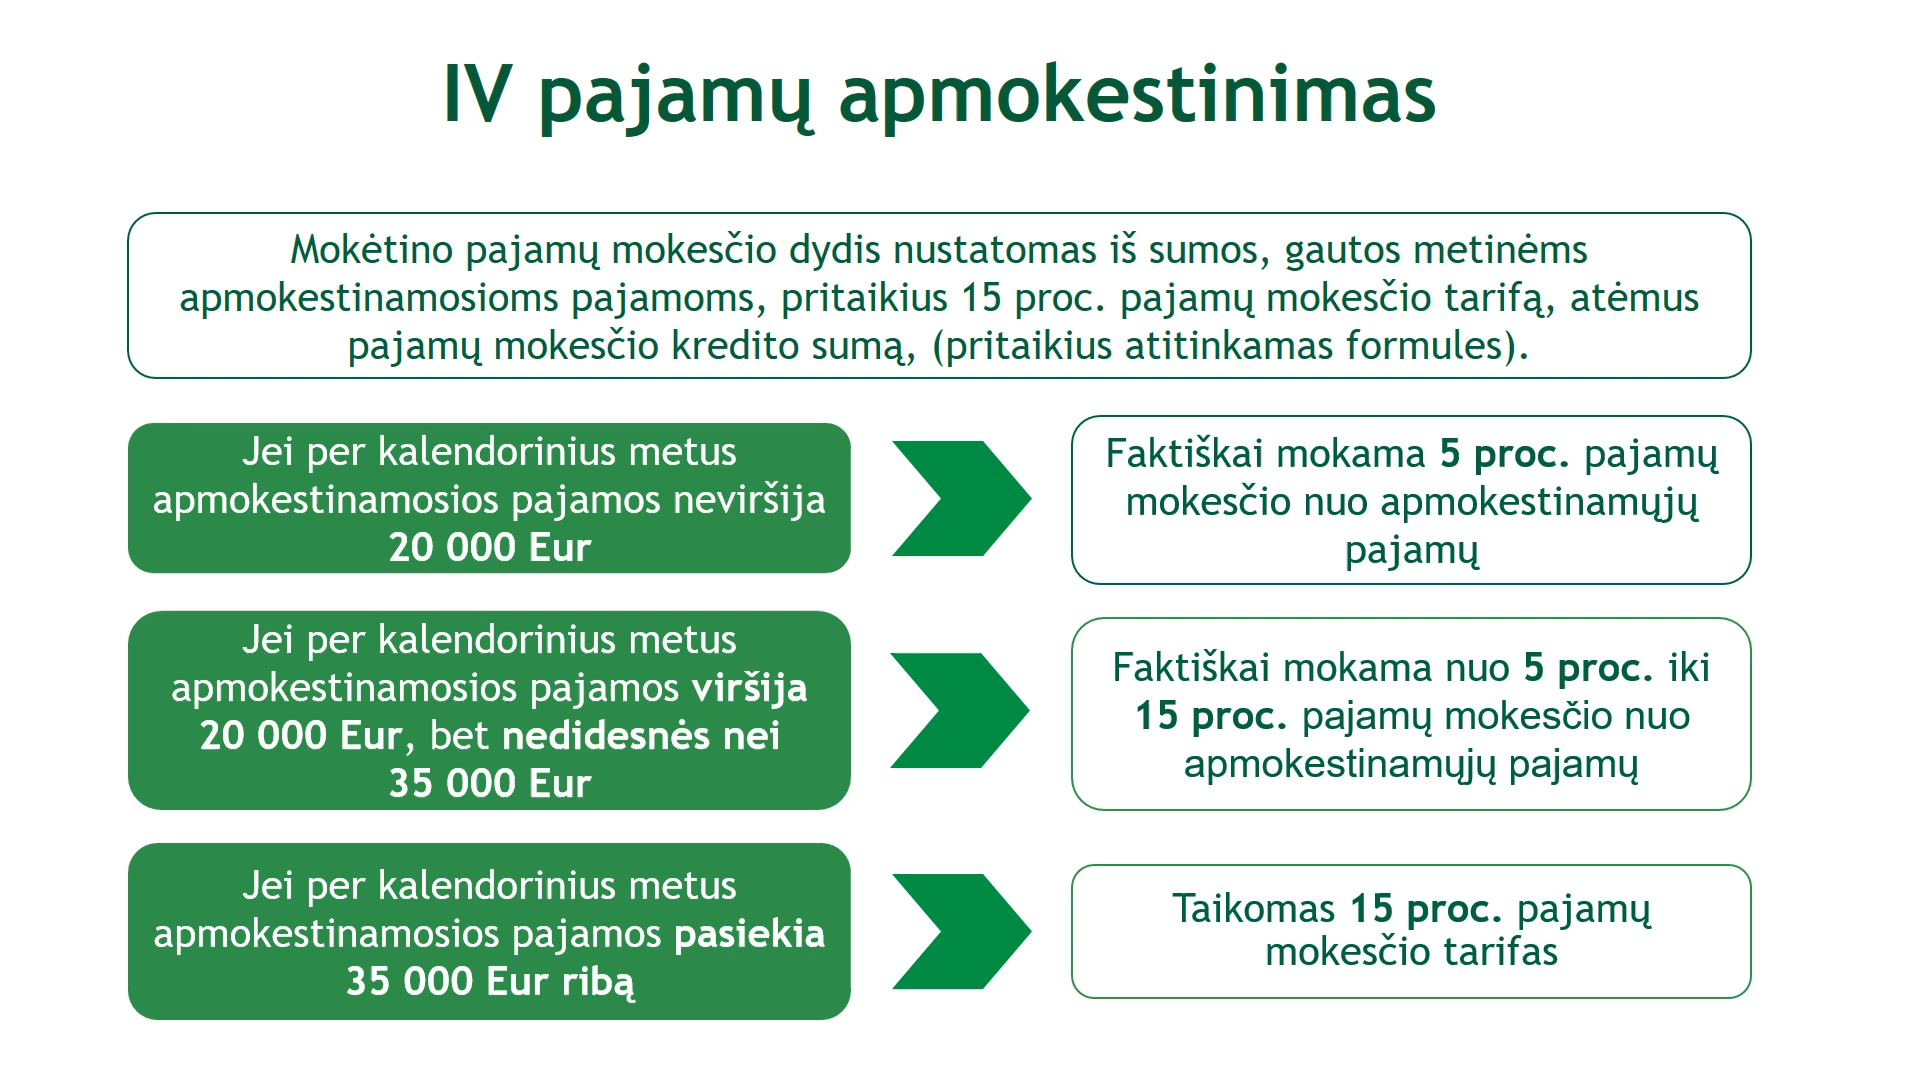 IV pajamų apmokestinimas
Mokėtino pajamų mokesčio dydis nustatomas iš sumos, gautos metinėms
apmokestinamosioms pajamoms, pritaikius 15 proc. pajamų mokesčio tarifą, atėmus
pajamų mokesčio kredito sumą, (pritaikius atitinkamas formules).
Jei per kalendorinius metus
apmokestinamosios pajamos neviršija
20 000 Eur
Faktiškai mokama 5 proc. pajamų
mokesčio nuo apmokestinamųjų
pajamų
Jei per kalendorinius metus
apmokestinamosios pajamos viršija
20 000 Eur, bet nedidesnės nei
35 000 Eur
Faktiškai mokama nuo 5 proc. iki
15 proc. pajamų mokesčio nuo
apmokestinamųjų pajamų
Jei per kalendorinius metus
apmokestinamosios pajamos pasiekia
35 000 Eur ribą
Taikomas 15 proc. pajamų
mokesčio tarifas